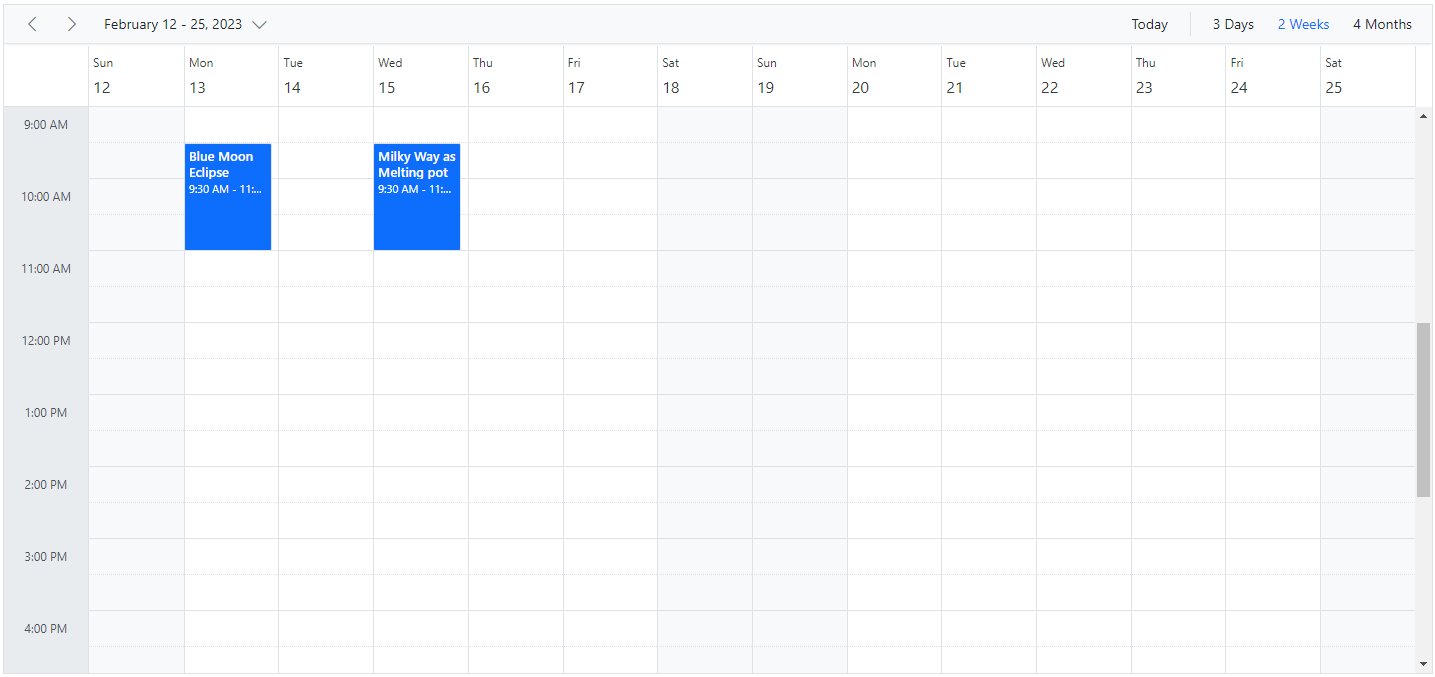 February 12 - 25, 2023
Today
3 Days
2 Weeks
4 Months
Sun
12
Mon
13
Tue
14
Wed
15
Thu
16
Fri
17
Sat
18
Sun
19
Mon
20
Tue
21
Wed
22
Thu
23
Fri
24
Sat
25
9:00 AM
Blue Moon
Eclipse
9:30 AM - 11:...
Milky Way as
Melting pot
9:30 AM - 11:...
10:00 AM
11:00 AM
12:00 PM
1:00 PM
2:00 PM
3:00 PM
4:00 PM